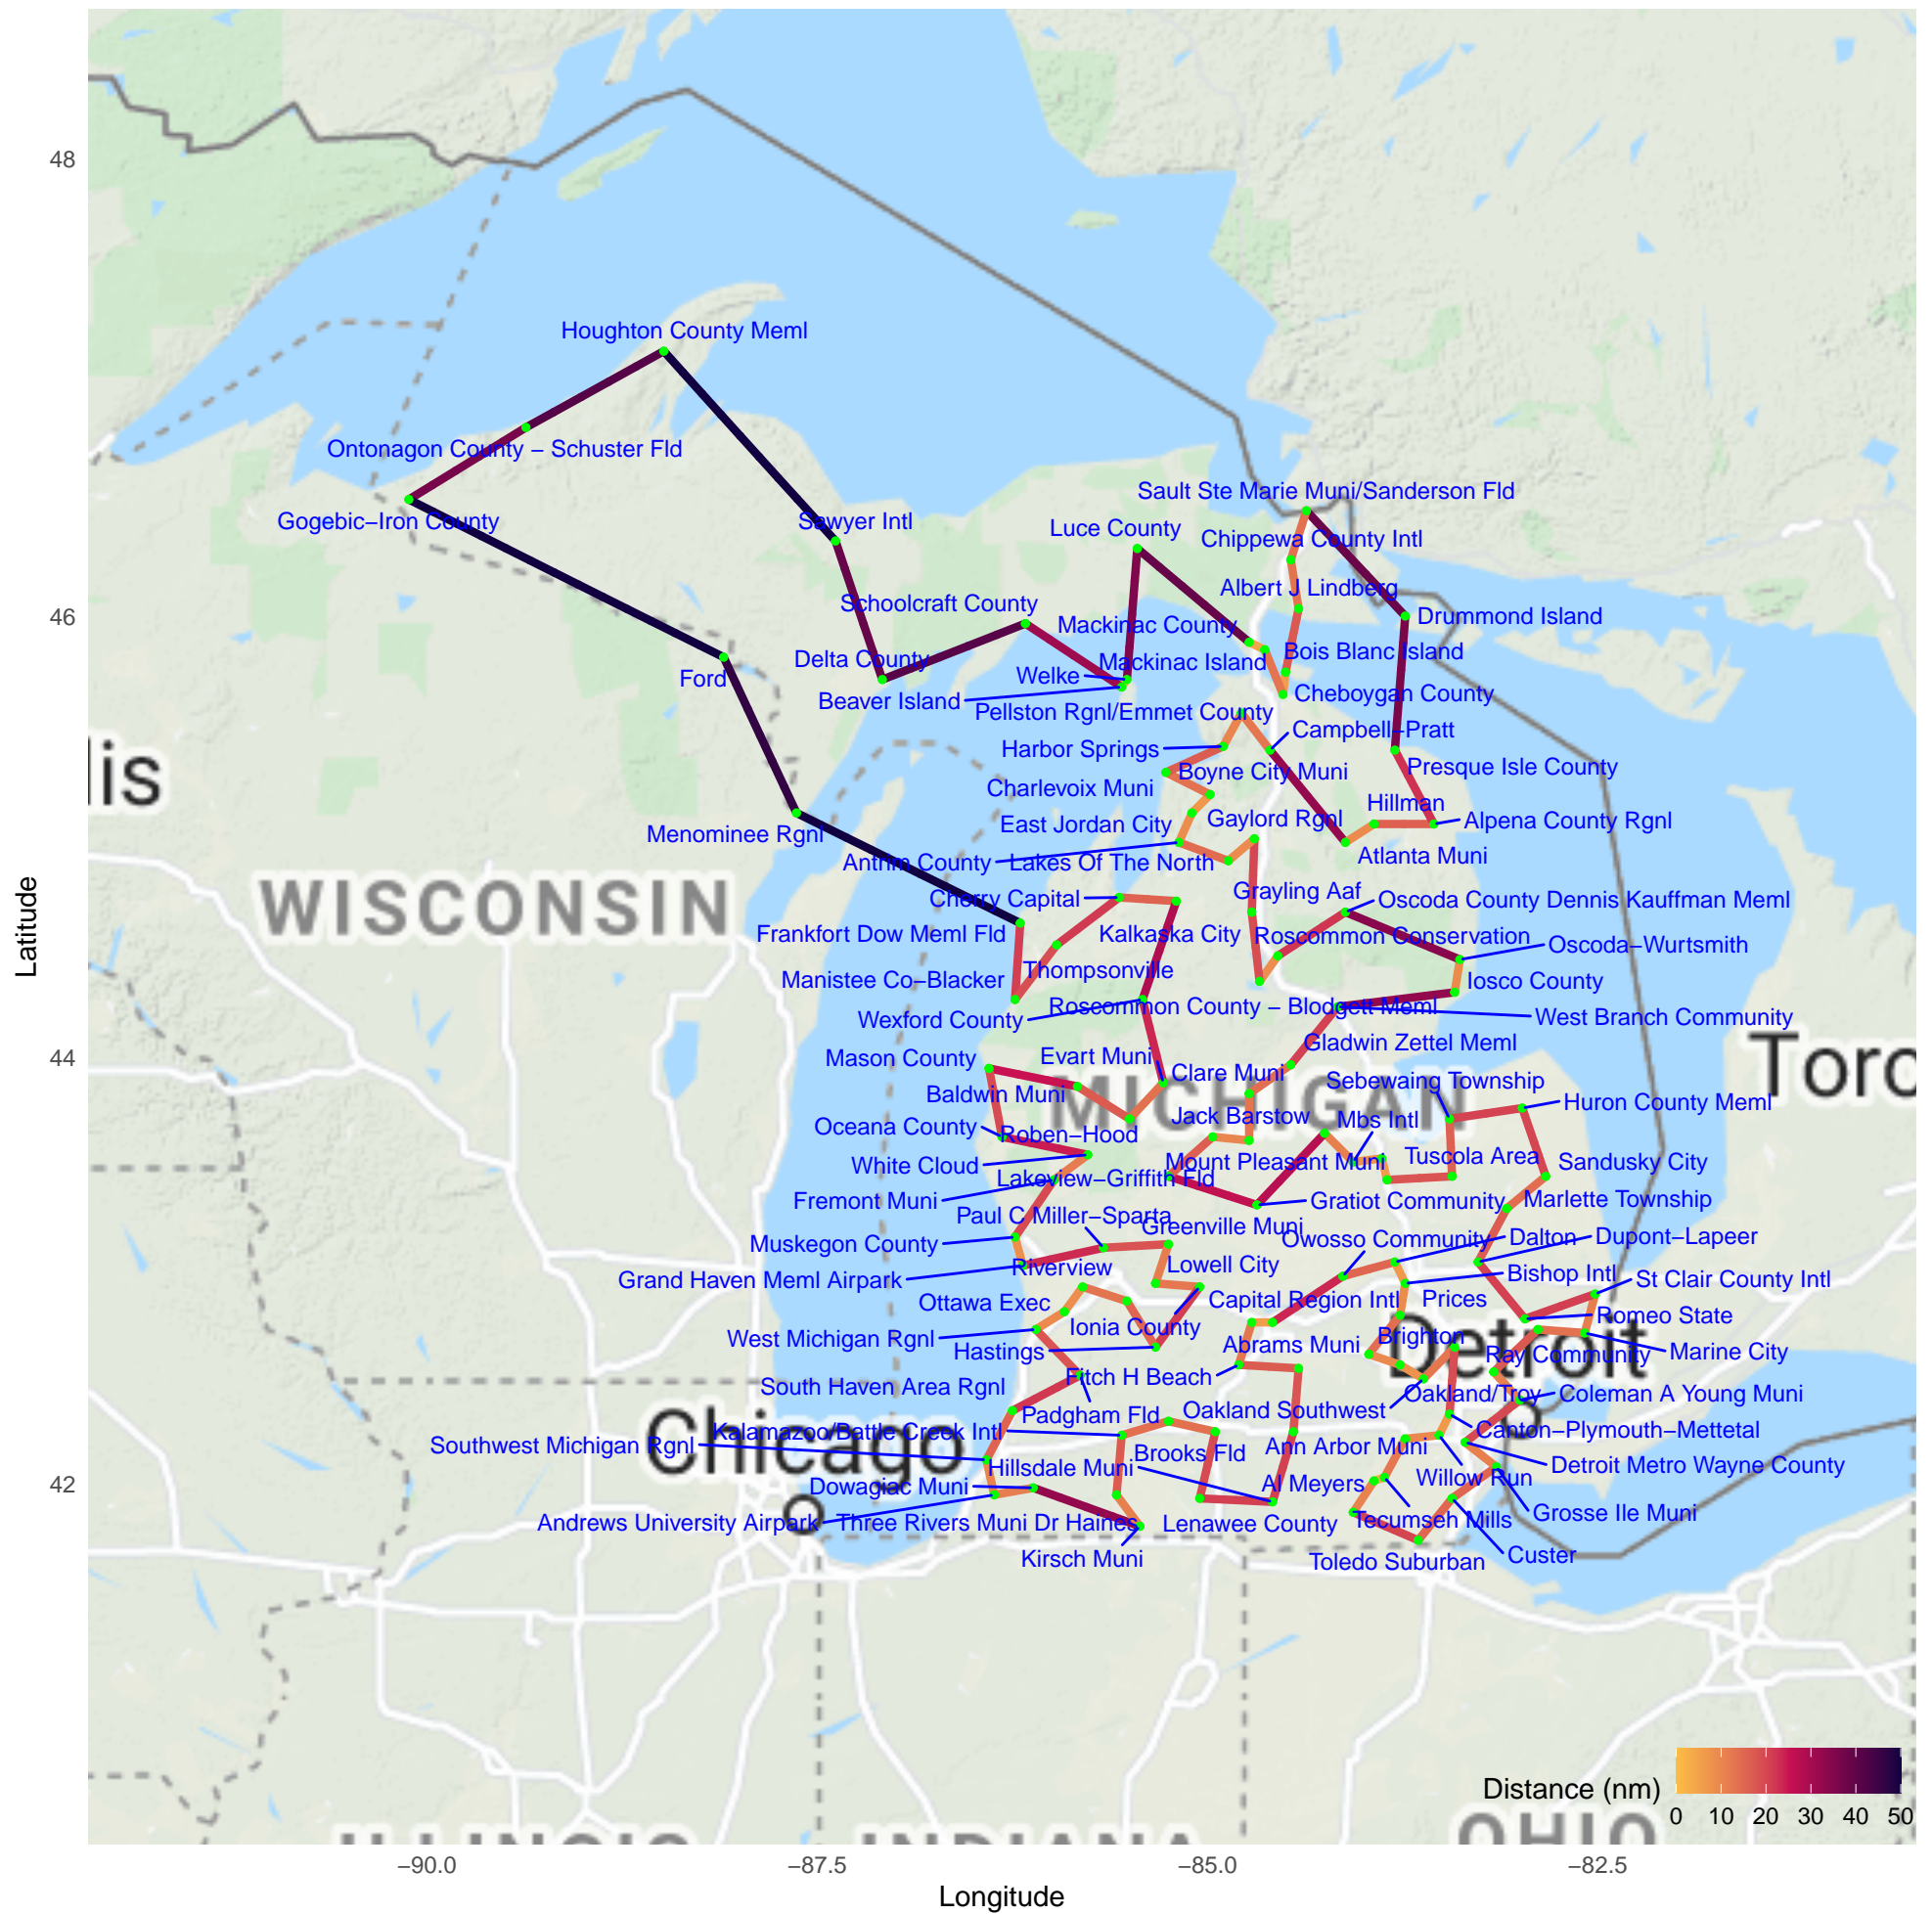 48
Houghton County Meml
Ontonagon County – Schuster Fld
Gogebic–Iron County
Sawyer Intl
Sault Ste Marie Muni/Sanderson Fld
Luce County
Chippewa County Intl
Albert J Lindberg
46
Schoolcraft County
Mackinac County
Drummond Island
Delta County
Mackinac Island
Bois Blanc Island
Ford
Welke
Beaver Island
Cheboygan County
Pellston Rgnl/Emmet County
Campbell–Pratt
Harbor Springs
lis
Boyne City Muni
Presque Isle County
Charlevoix Muni
Hillman
Menominee Rgnl
East Jordan City
Gaylord Rgnl
Alpena County Rgnl
Antrim County
Lakes Of The North
Atlanta Muni
WISCONSIN
Cherry Capital
Grayling Aaf
Oscoda County Dennis Kauffman Meml
Frankfort Dow Meml Fld
Kalkaska City
Roscommon Conservation
Oscoda–Wurtsmith
Latitude
Manistee Co–Blacker
Thompsonville
Iosco County
Wexford County
Roscommon County – Blodgett Meml
West Branch Community
44
Mason County
Evart Muni
Gladwin Zettel Meml
Toro
Clare Muni
Sebewaing Township
Baldwin Muni
MICHIGAN
Huron County Meml
Oceana County
Roben–Hood
Jack Barstow
Mbs Intl
White Cloud
Mount Pleasant Muni
Tuscola Area
Sandusky City
Fremont Muni
Lakeview–Griffith Fld
Gratiot Community
Marlette Township
Paul C Miller–Sparta
Greenville Muni
Muskegon County
Owosso Community
Dalton
Dupont–Lapeer
Grand Haven Meml Airpark
Riverview
Lowell City
Bishop Intl
St Clair County Intl
Ottawa Exec
Ionia County
Capital Region Intl
Prices
Romeo State
West Michigan Rgnl
Hastings
Abrams Muni
Brighton
Detroit
Ray Community
Marine City
South Haven Area Rgnl
Fitch H Beach
Oakland/Troy
Coleman A Young Muni
Padgham Fld
Oakland Southwest
Chicago
Kalamazoo/Battle Creek Intl
Canton–Plymouth–Mettetal
Southwest Michigan Rgnl
Brooks Fld
Ann Arbor Muni
Detroit Metro Wayne County
Hillsdale Muni
Willow Run
42
Dowagiac Muni
Al Meyers
Grosse Ile Muni
Andrews University Airpark
Three Rivers Muni Dr Haines
Lenawee County
Tecumseh Mills
Kirsch Muni
Toledo Suburban
Custer
Distance (nm)
0 10 20 30 40 50
ILLINOIS
INDIANA
OHIO
–90.0
–87.5
–85.0
–82.5
Longitude